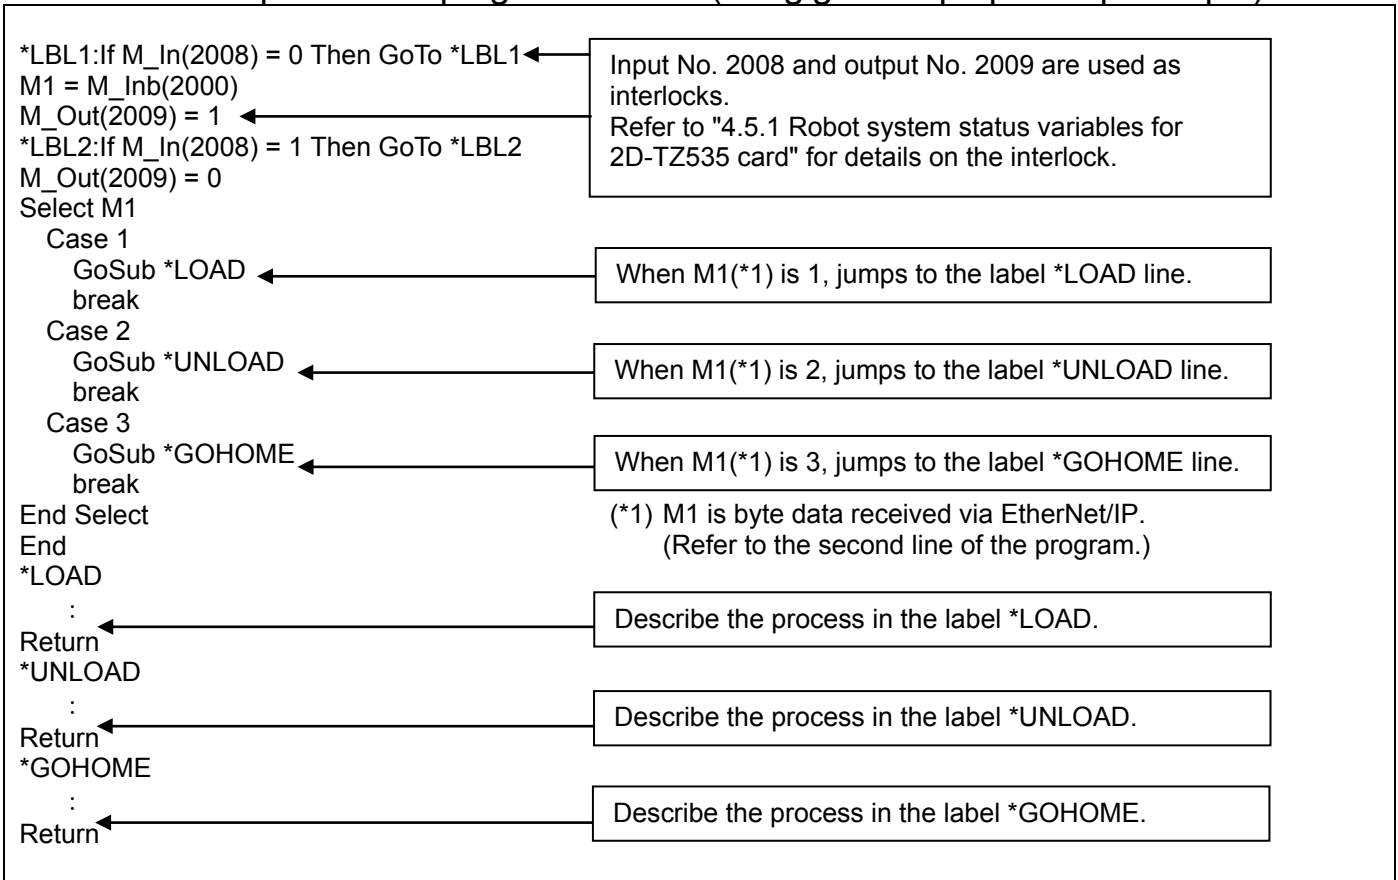 *LBL1:If M_In(2008) = 0 Then GoTo *LBL1
M1 = M_Inb(2000)
M_Out(2009) = 1
*LBL2:If M_In(2008) = 1 Then GoTo *LBL2
M_Out(2009) = 0
Select M1
Case 1
GoSub *LOAD
break
Case 2
GoSub *UNLOAD
break
Case 3
GoSub *GOHOME
break
End Select
End
*LOAD
:
Return
*UNLOAD
:
Return
*GOHOME
:
Return
Input No. 2008 and output No. 2009 are used as
interlocks.
Refer to "4.5.1 Robot system status variables for
2D-TZ535 card" for details on the interlock.
When M1(*1) is 1, jumps to the label *LOAD line.
When M1(*1) is 2, jumps to the label *UNLOAD line.
When M1(*1) is 3, jumps to the label *GOHOME line.
(*1) M1 is byte data received via EtherNet/IP.
(Refer to the second line of the program.)
Describe the process in the label *LOAD.
Describe the process in the label *UNLOAD.
Describe the process in the label *GOHOME.